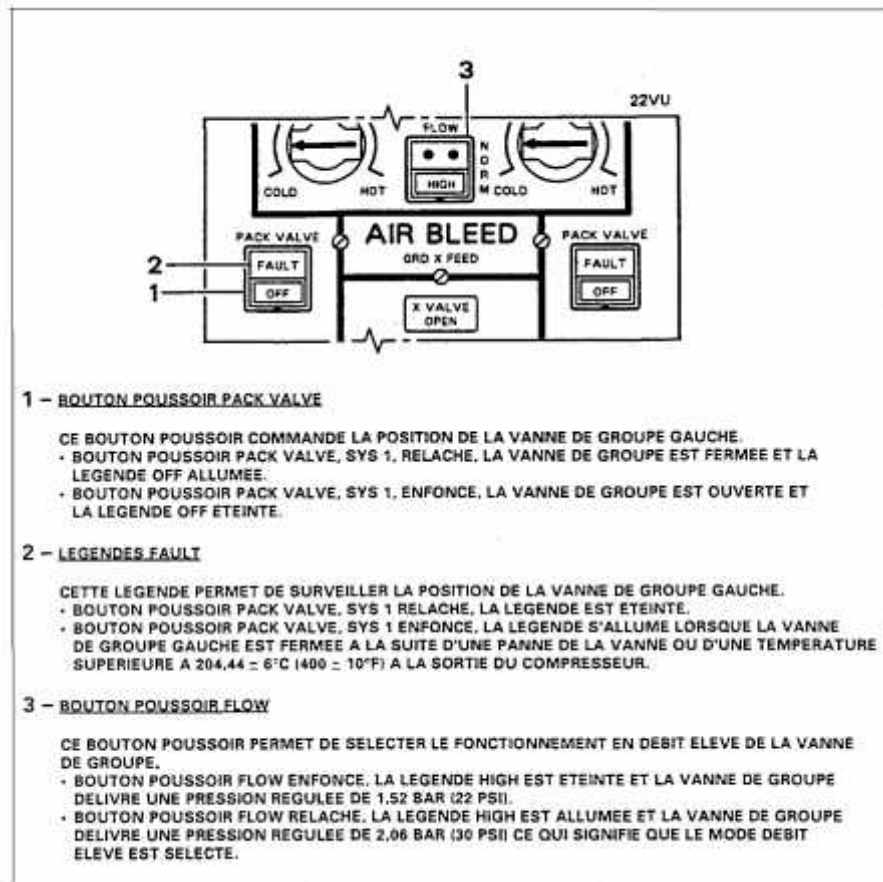 3
22VU
FLOW
NORM
HIGH
COLD HOT
COLD HOT
PACK VALVE
AIR BLEED
PACK VALVE
GRD X FEED
2
FAULT
FAULT
1
OFF
OFF
X VALVE
OPEN
1 – BOUTON POUSSOIR PACK VALVE
CE BOUTON POUSSOIR COMMANDE LA POSITION DE LA VANNE DE GROUPE GAUCHE.
- BOUTON POUSSOIR PACK VALVE, SYS 1, RELACHE, LA VANNE DE GROUPE EST FERMEE ET LA
LEGENDE OFF ALLUMEE.
- BOUTON POUSSOIR PACK VALVE, SYS 1, ENFONCE, LA VANNE DE GROUPE EST OUVERTE ET
LA LEGENDE OFF ETEINTE.
2 – LEGENDES FAULT
CETTE LEGENDE PERMET DE SURVEILLER LA POSITION DE LA VANNE DE GROUPE GAUCHE.
- BOUTON POUSSOIR PACK VALVE, SYS 1 RELACHE, LA LEGENDE EST ETEINTE.
- BOUTON POUSSOIR PACK VALVE, SYS 1 ENFONCE, LA LEGENDE S'ALLUME LORSQUE LA VANNE
DE GROUPE GAUCHE EST FERMEE A LA SUITE D'UNE PANNE DE LA VANNE OU D'UNE TEMPERATURE
SUPERIEURE A 204,44 ± 6°C (400 ± 10°F) A LA SORTIE DU COMPRESSEUR.
3 – BOUTON POUSSOIR FLOW
CE BOUTON POUSSOIR PERMET DE SELECTER LE FONCTIONNEMENT EN DEBIT ELEVE DE LA VANNE
DE GROUPE.
- BOUTON POUSSOIR FLOW ENFONCE, LA LEGENDE HIGH EST ETEINTE ET LA VANNE DE GROUPE
DELIVRE UNE PRESSION REGULEE DE 1,52 BAR (22 PSI).
- BOUTON POUSSOIR FLOW RELACHE, LA LEGENDE HIGH EST ALLUMEE ET LA VANNE DE GROUPE
DELIVRE UNE PRESSION REGULEE DE 2,06 BAR (30 PSI) CE QUI SIGNIFIE QUE LE MODE DEBIT
ELEVE EST SELECTE.